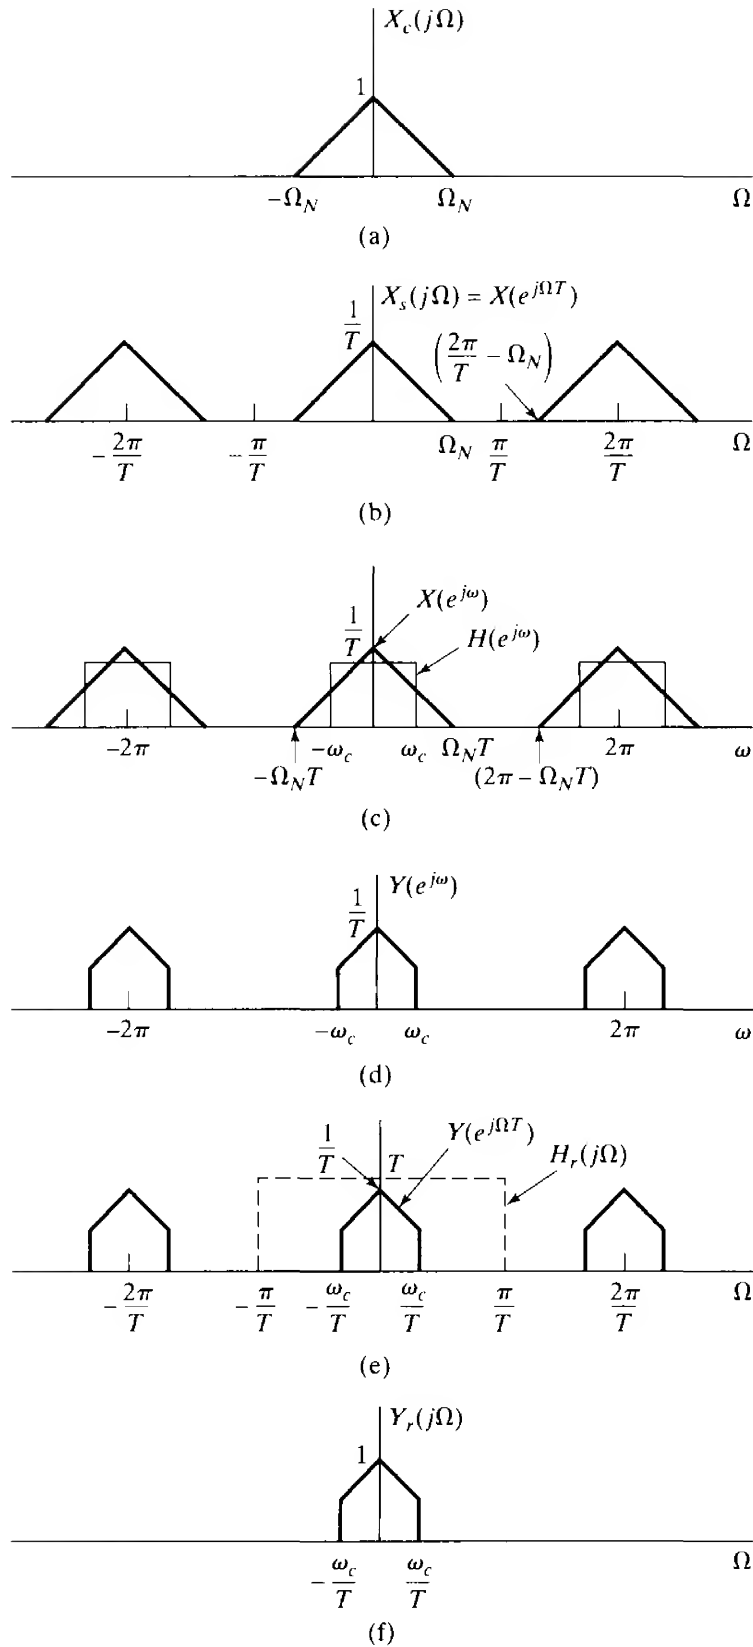 X_c(jΩ)
1
−Ω_N Ω_N Ω
(a)
X_s(jΩ) = X(e^{jΩT})
1/T
(2π/T − Ω_N)
−2π/T −π/T Ω_N π/T 2π/T Ω
(b)
X(e^{jω})
1/T
H(e^{jω})
−2π −ω_c ω_c Ω_N T 2π ω
−Ω_N T (2π − Ω_N T)
(c)
Y(e^{jω})
1/T
−2π −ω_c ω_c 2π ω
(d)
1/T T Y(e^{jΩT}) H_r(jΩ)
−2π/T −π/T −ω_c/T ω_c/T π/T 2π/T Ω
(e)
Y_r(jΩ)
1
−ω_c/T ω_c/T Ω
(f)